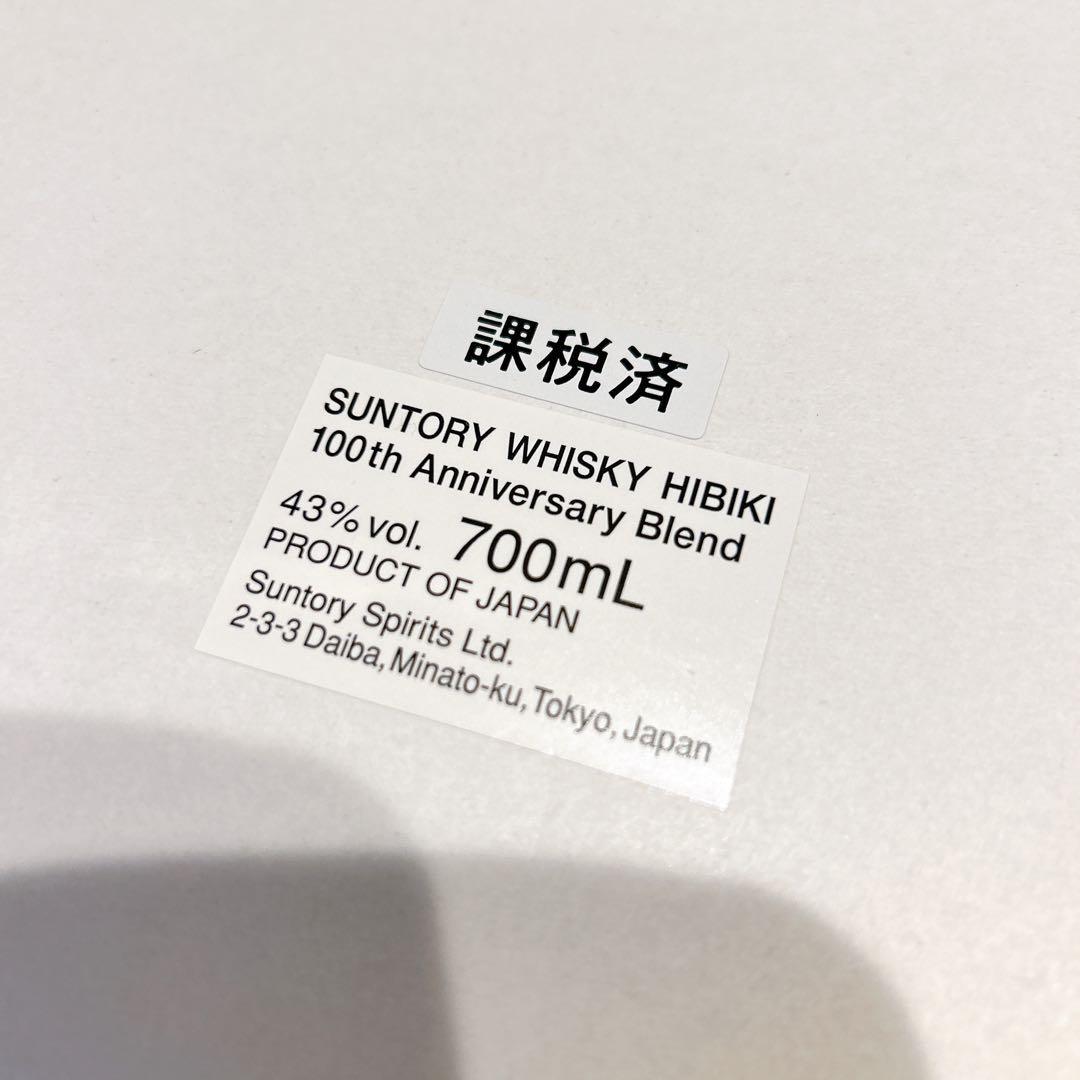 課税済
SUNTORY WHISKY HIBIKI
100th Anniversary Blend
43% vol. 700mL
PRODUCT OF JAPAN
Suntory Spirits Ltd.
2-3-3 Daiba, Minato-ku, Tokyo, Japan